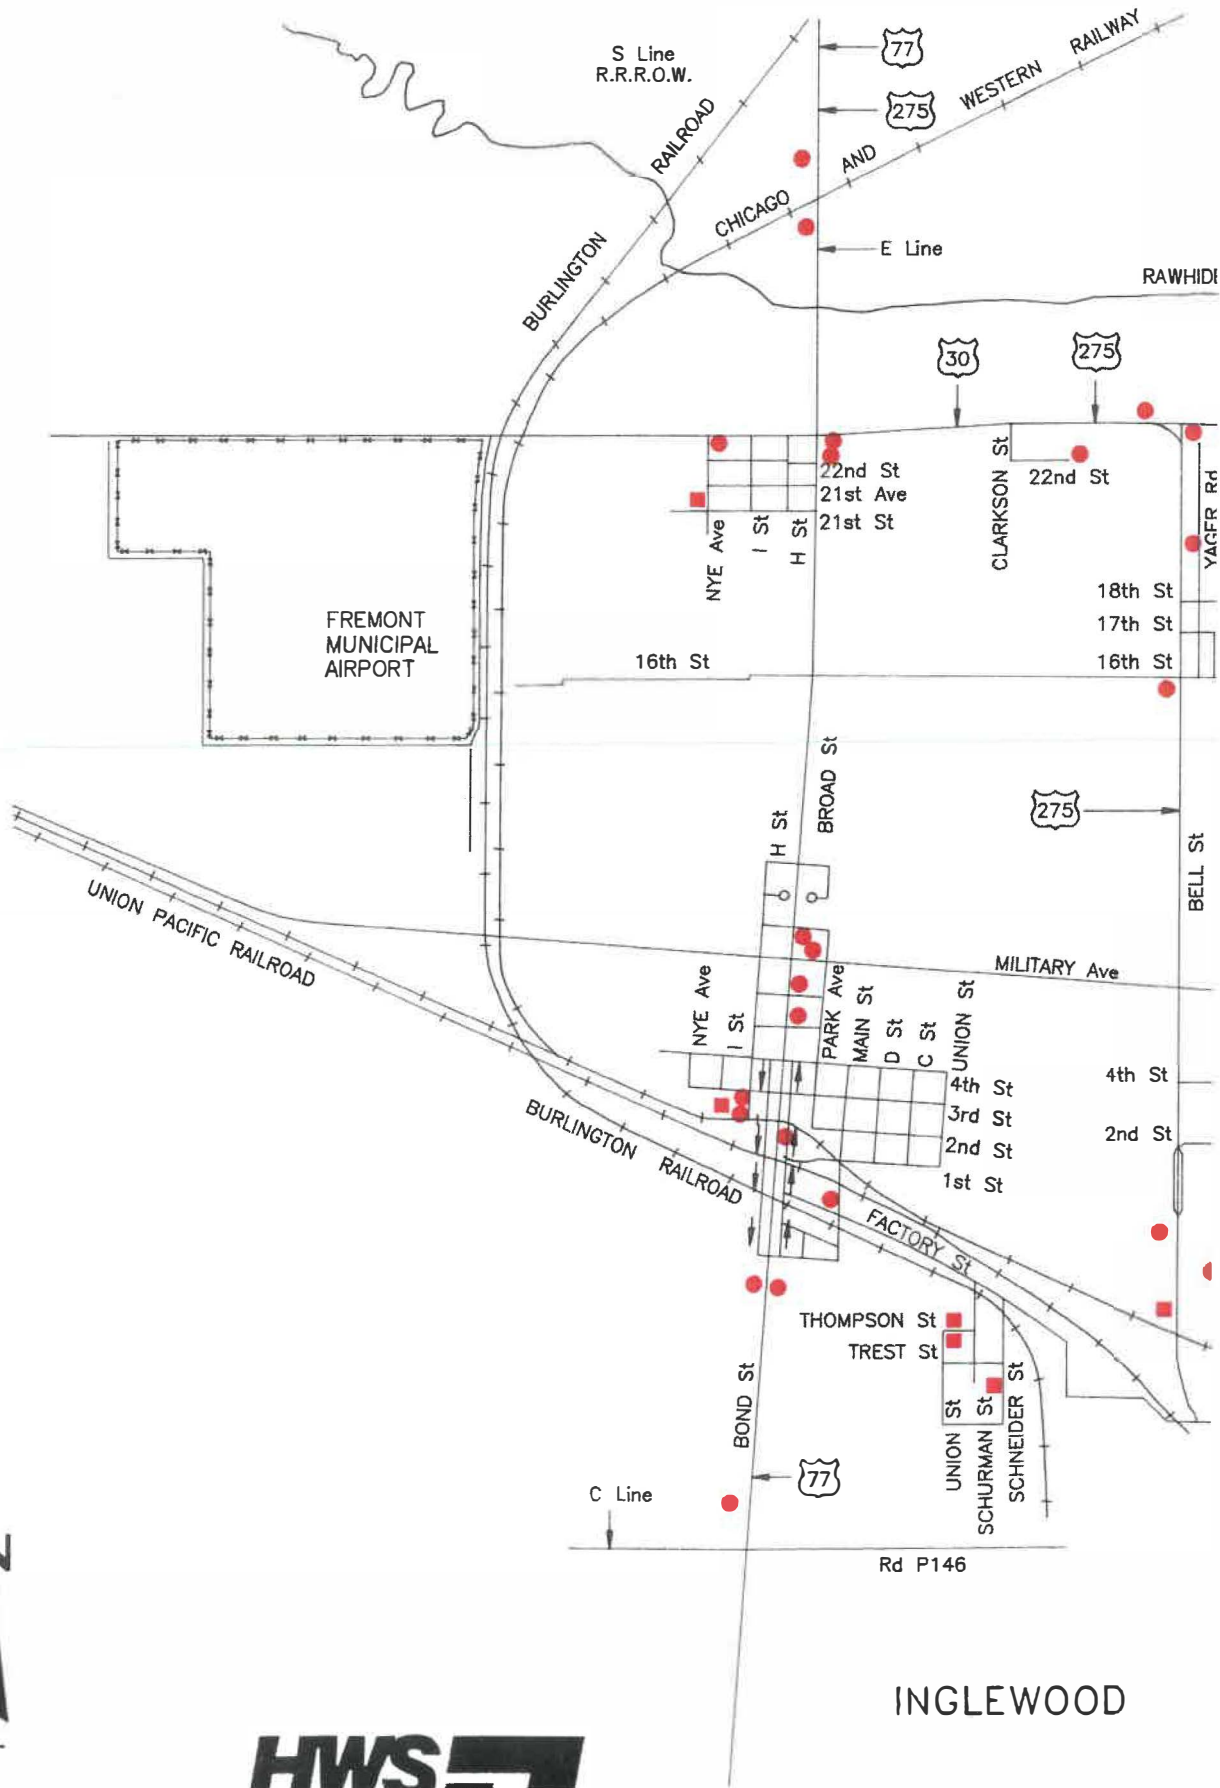 S Line
R.R.R.O.W.
77
275
BURLINGTON RAILROAD
CHICAGO AND WESTERN RAILWAY
E Line
RAWHIDE
30
275
22nd St
21st Ave
21st St
NYE Ave
I St
H St
CLARKSON St
22nd St
YAGER Rd
18th St
17th St
16th St
16th St
FREMONT
MUNICIPAL
AIRPORT
BROAD St
H St
275
BELL St
UNION PACIFIC RAILROAD
MILITARY Ave
NYE Ave
I St
PARK Ave
MAIN St
D St
C St
UNION St
4th St
3rd St
2nd St
1st St
4th St
2nd St
BURLINGTON RAILROAD
FACTORY St
THOMPSON St
TREST St
BOND St
UNION St
SCHURMAN St
SCHNEIDER St
77
C Line
Rd P146
INGLEWOOD
HWS